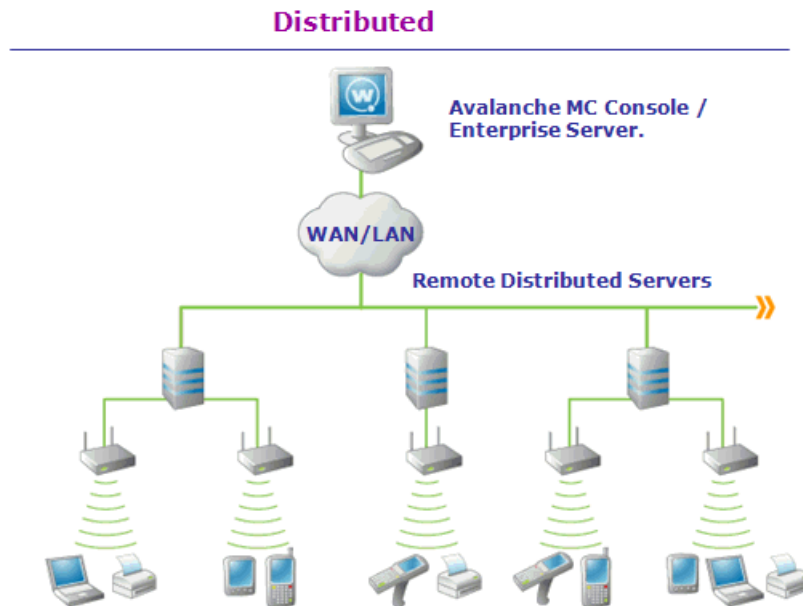 Distributed
W
Avalanche MC Console /
Enterprise Server.
WAN/LAN
Remote Distributed Servers